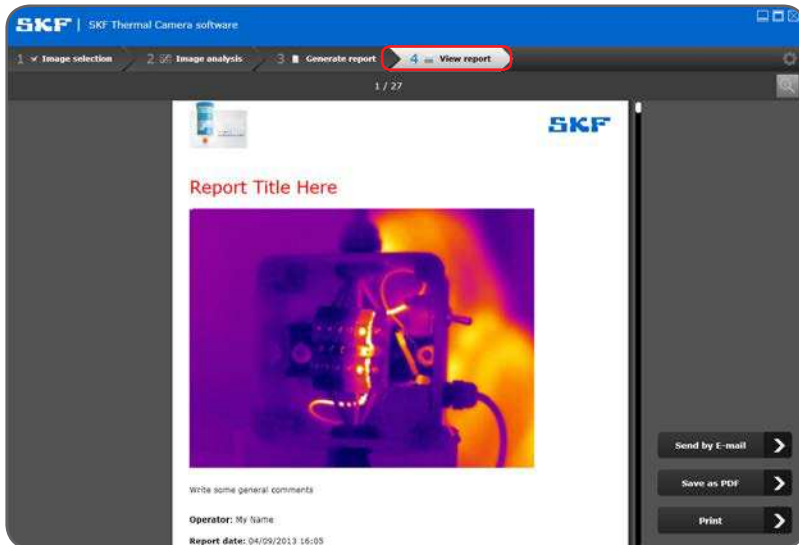 SKF | SKF Thermal Camera software
1 Image selection 2 Image analysis 3 Generate report 4 View report
1 / 27
SKF
Report Title Here
Write some general comments
Operator: My Name
Report date: 04/09/2013 16:05
Send by E-mail
Save as PDF
Print